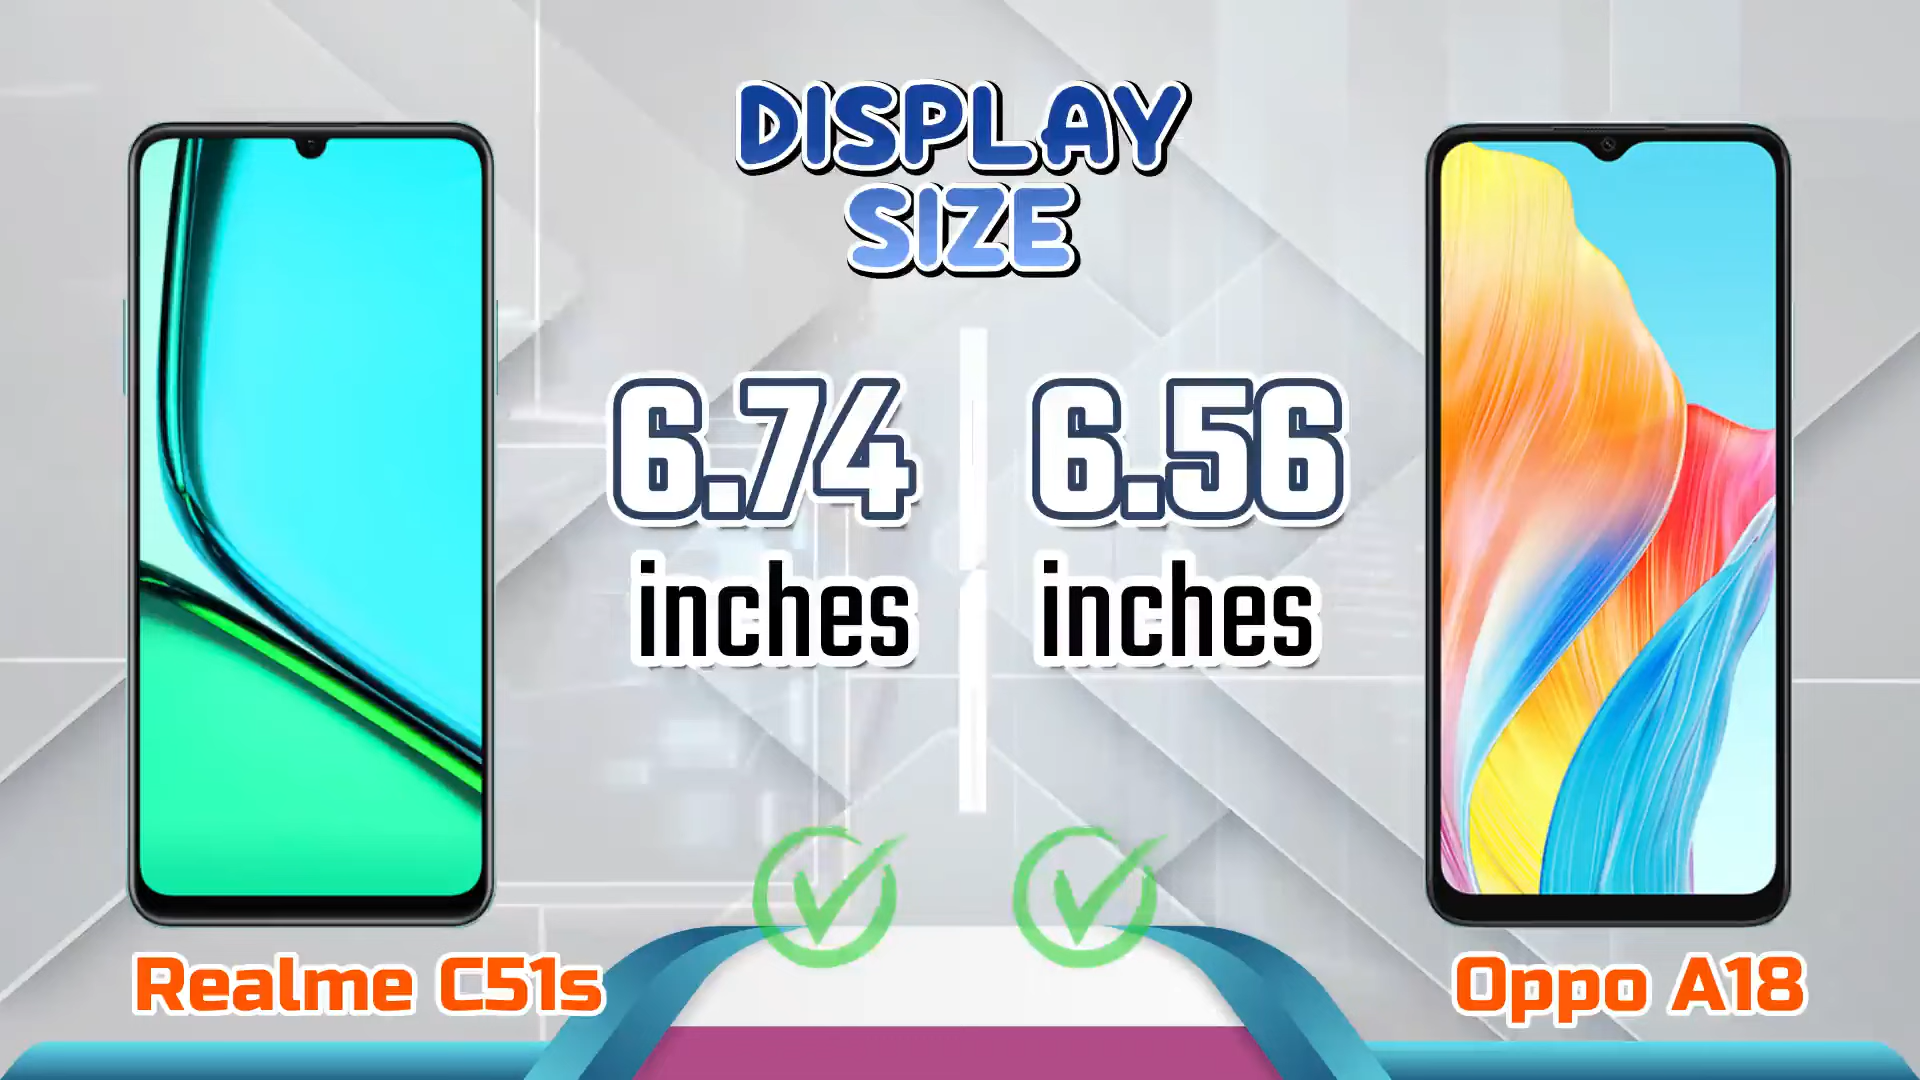 DISPLAY
SIZE
6.74
inches
6.56
inches
Realme C51s
Oppo A18